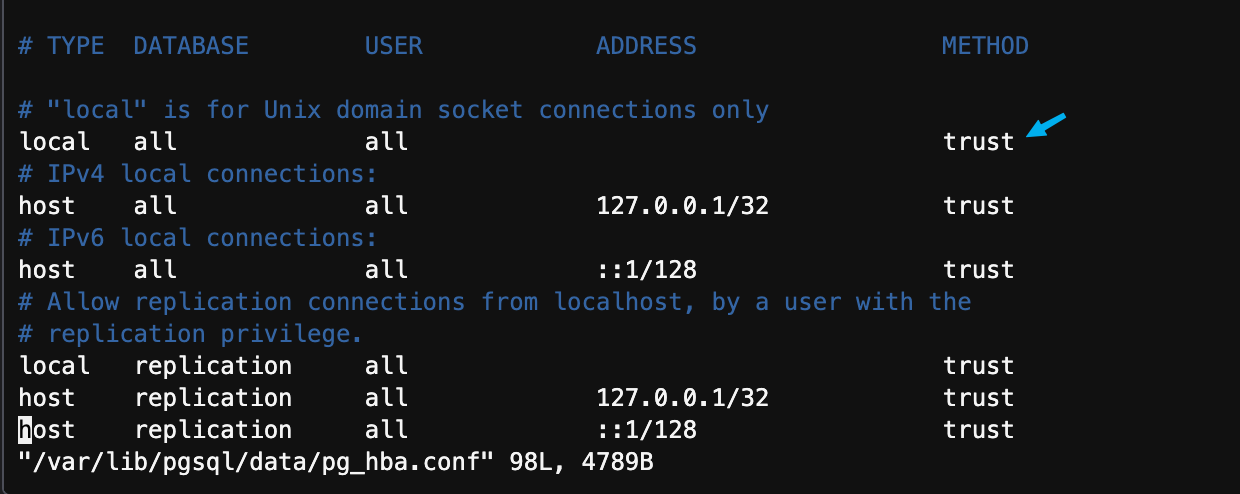 # TYPE  DATABASE        USER            ADDRESS                 METHOD
# "local" is for Unix domain socket connections only
local   all             all                                     trust
# IPv4 local connections:
host    all             all             127.0.0.1/32            trust
# IPv6 local connections:
host    all             all             ::1/128                 trust
# Allow replication connections from localhost, by a user with the
# replication privilege.
local   replication     all                                     trust
host    replication     all             127.0.0.1/32            trust
host    replication     all             ::1/128                 trust
"/var/lib/pgsql/data/pg_hba.conf" 98L, 4789B